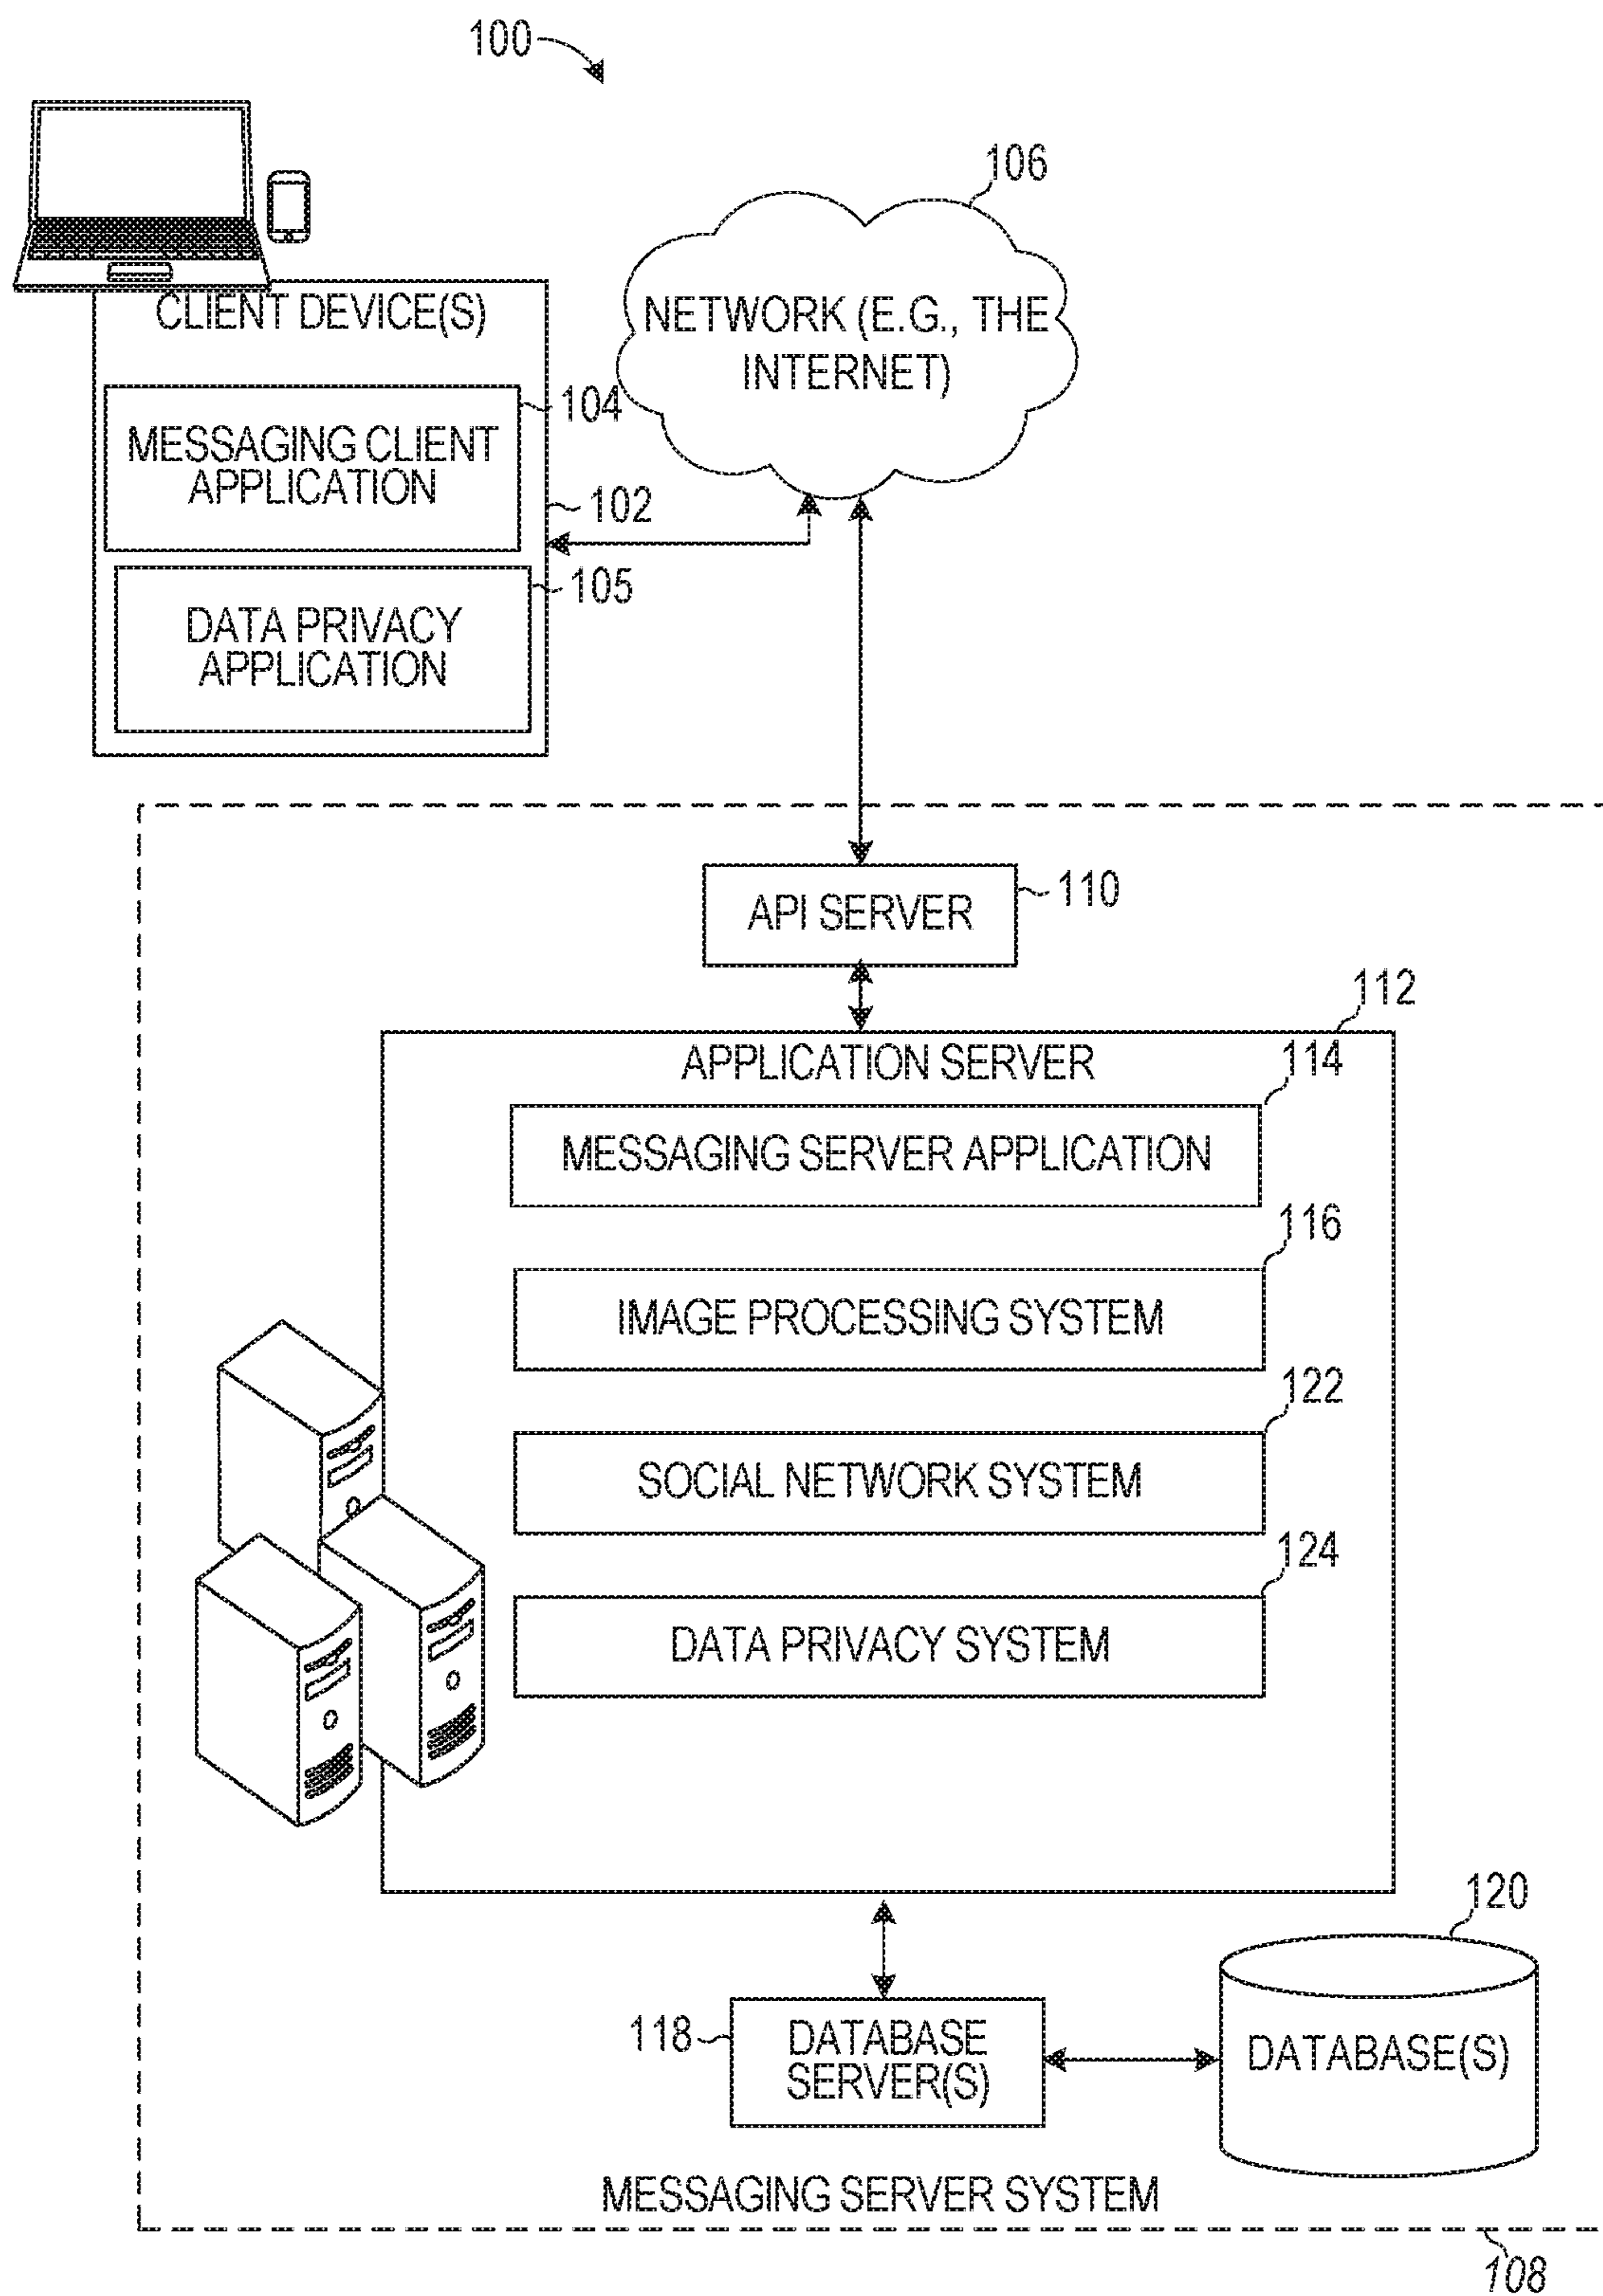 100
106
CLIENT DEVICE(S)
NETWORK (E.G., THE
INTERNET)
104
MESSAGING CLIENT
APPLICATION
102
105
DATA PRIVACY
APPLICATION
API SERVER
110
112
APPLICATION SERVER
114
MESSAGING SERVER APPLICATION
116
IMAGE PROCESSING SYSTEM
122
SOCIAL NETWORK SYSTEM
124
DATA PRIVACY SYSTEM
120
118
DATABASE
SERVER(S)
DATABASE(S)
MESSAGING SERVER SYSTEM
108